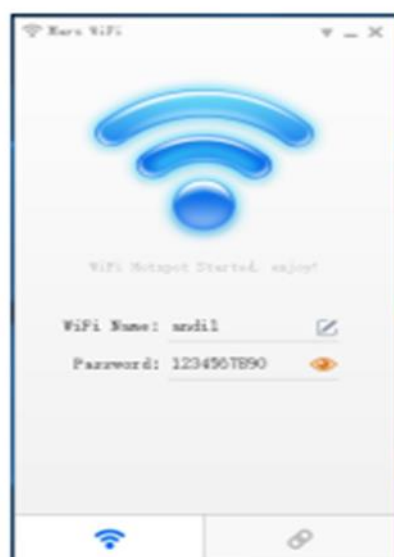 Mars WiFi
WiFi Hotspot Started, enjoy!
WiFi Name: andi1
Password: 1234567890